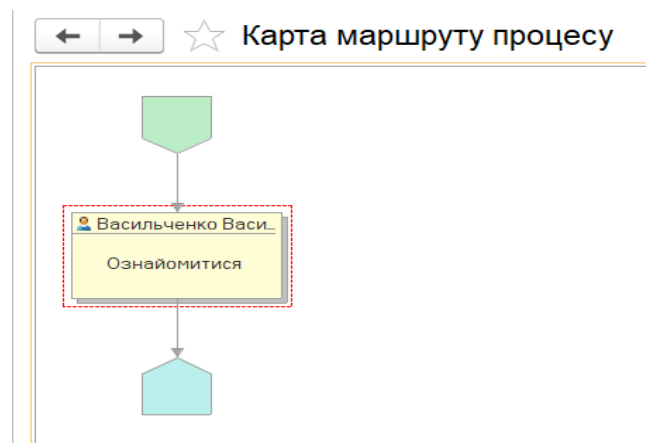 Карта маршруту процесу
Васильченко Васи...
Ознайомитися